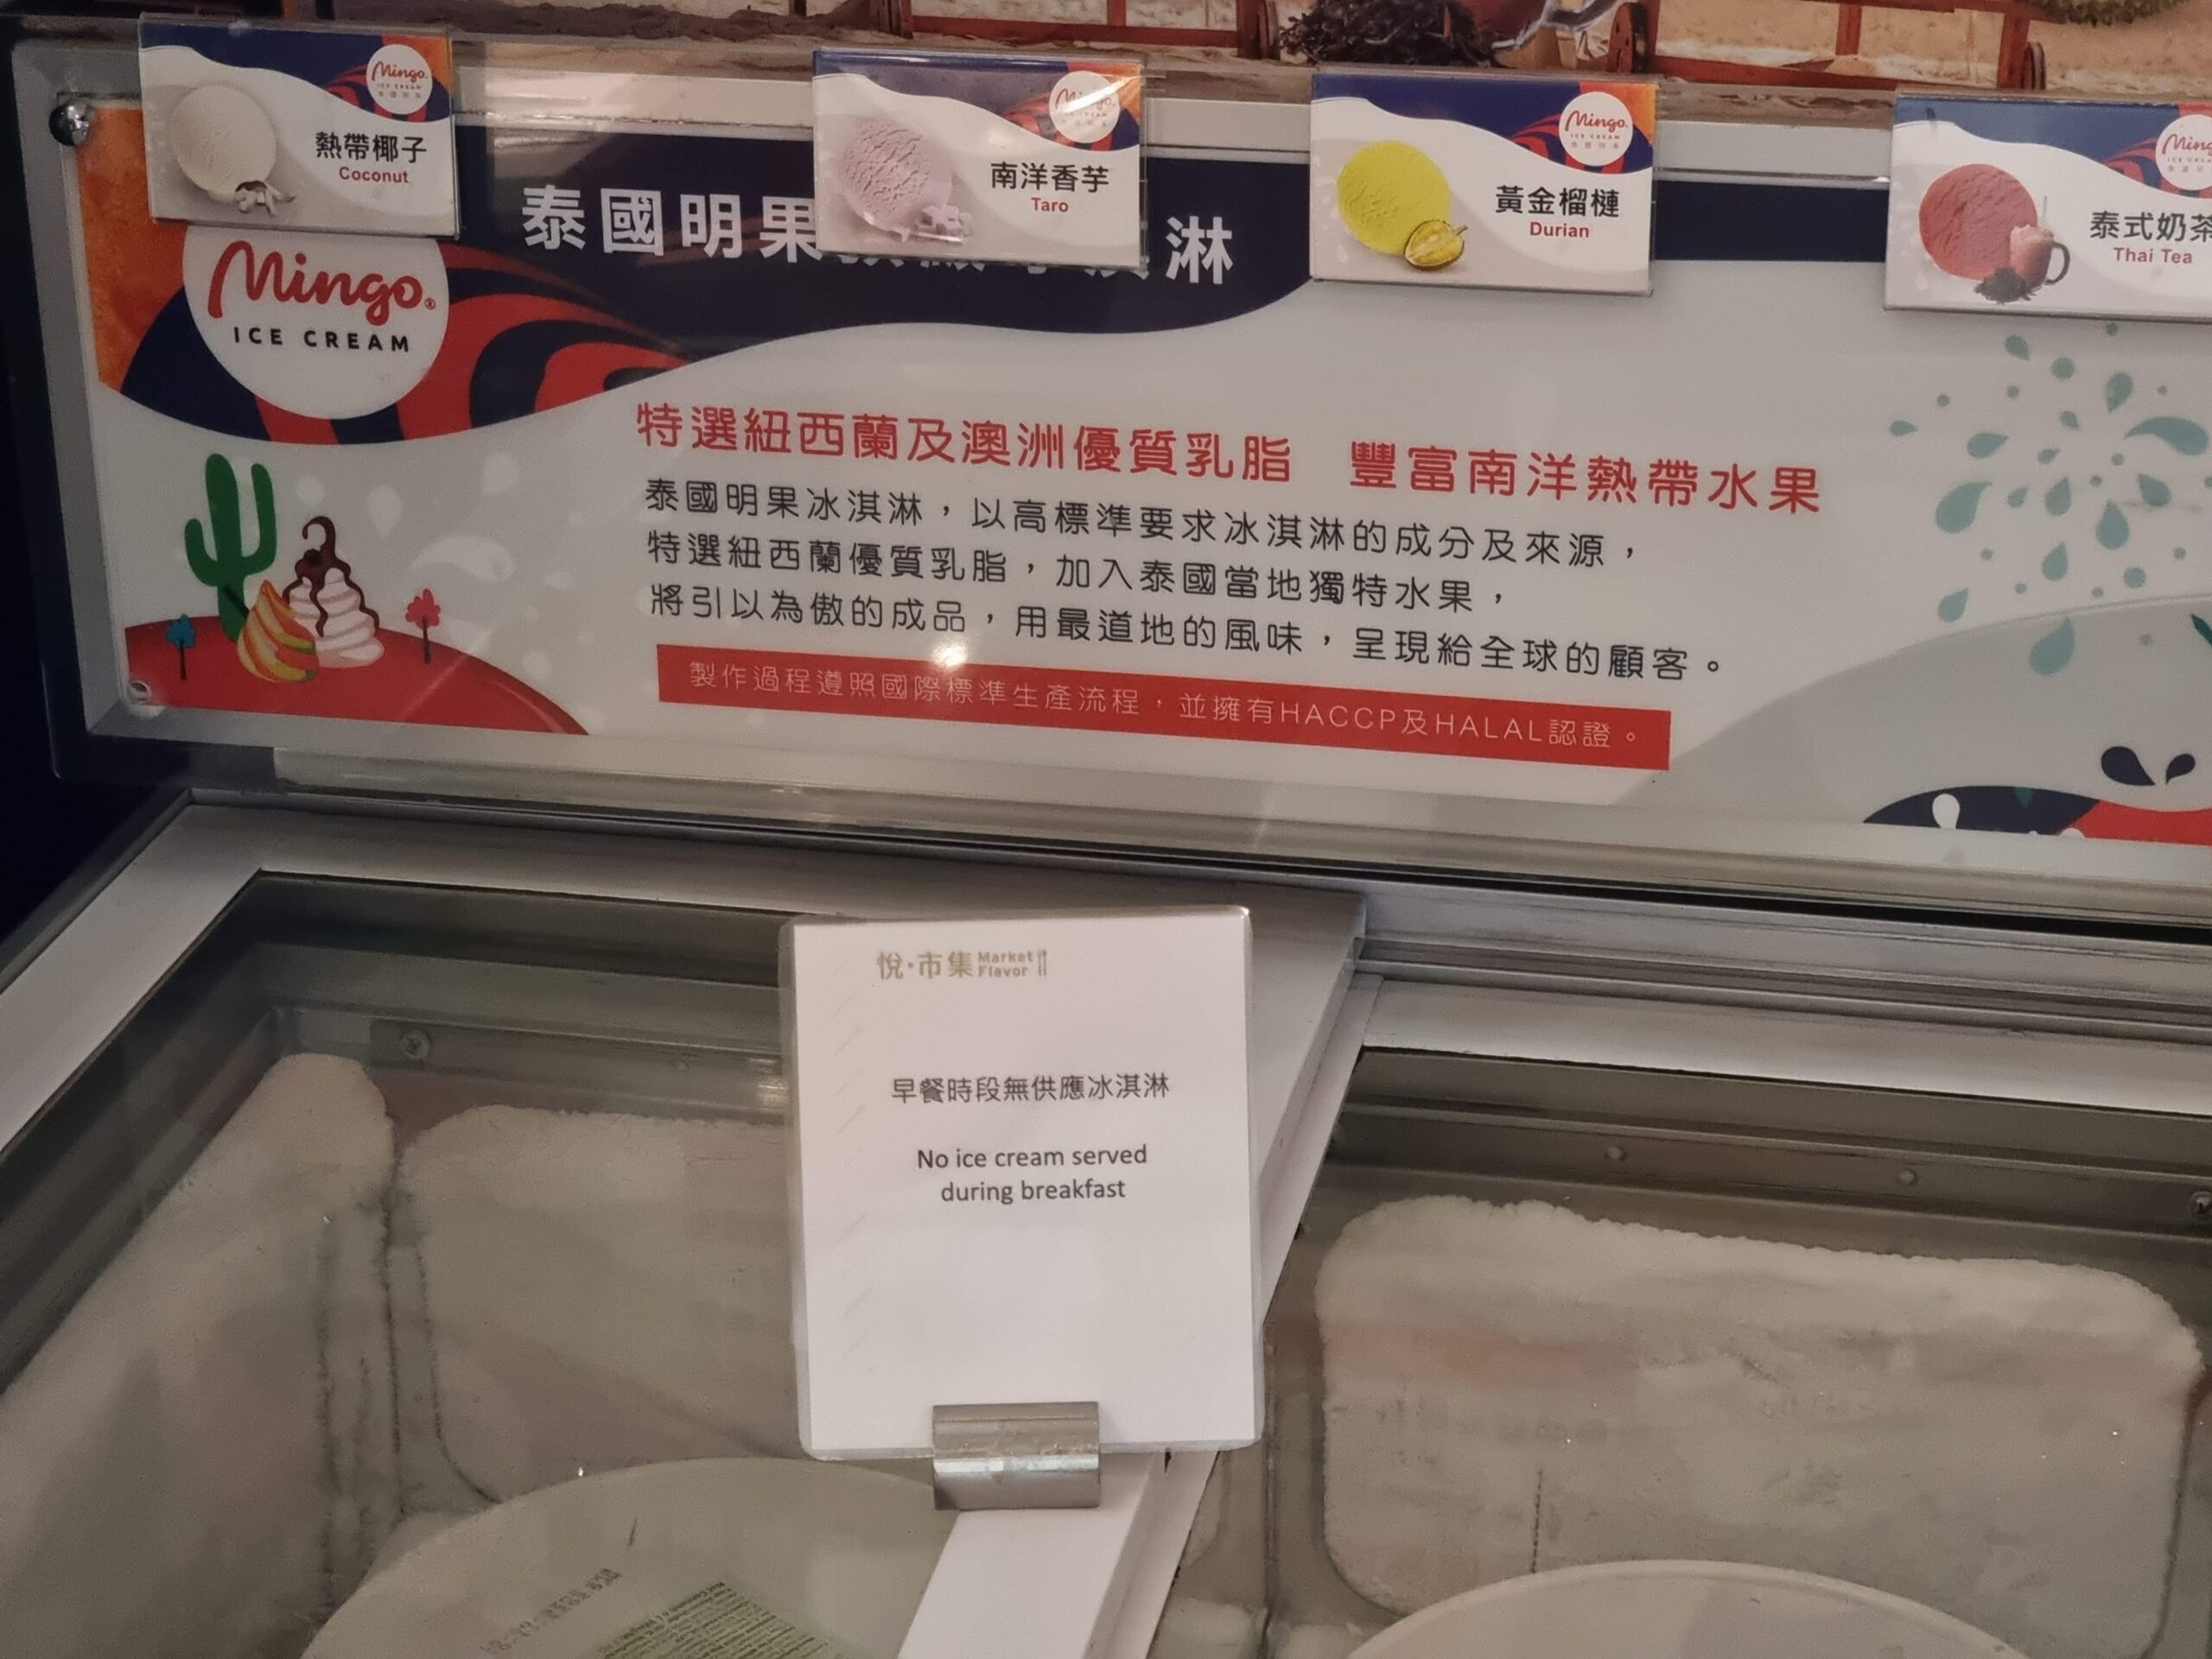 Mingo
ICE CREAM
熱帶椰子
Coconut
Mingo
南洋香芋
Taro
Mingo
ICE CREAM
黃金榴槤
Durian
泰式奶茶
Thai Tea
泰國明果
淋
Mingo®
ICE CREAM
特選紐西蘭及澳洲優質乳脂 豐富南洋熱帶水果
泰國明果冰淇淋，以高標準要求冰淇淋的成分及來源，
特選紐西蘭優質乳脂，加入泰國當地獨特水果，
將引以為傲的成品，用最道地的風味，呈現給全球的顧客。
製作過程遵照國際標準生產流程，並擁有HACCP及HALAL認證。
悅·市集 Market
Flavor
早餐時段無供應冰淇淋
No ice cream served
during breakfast